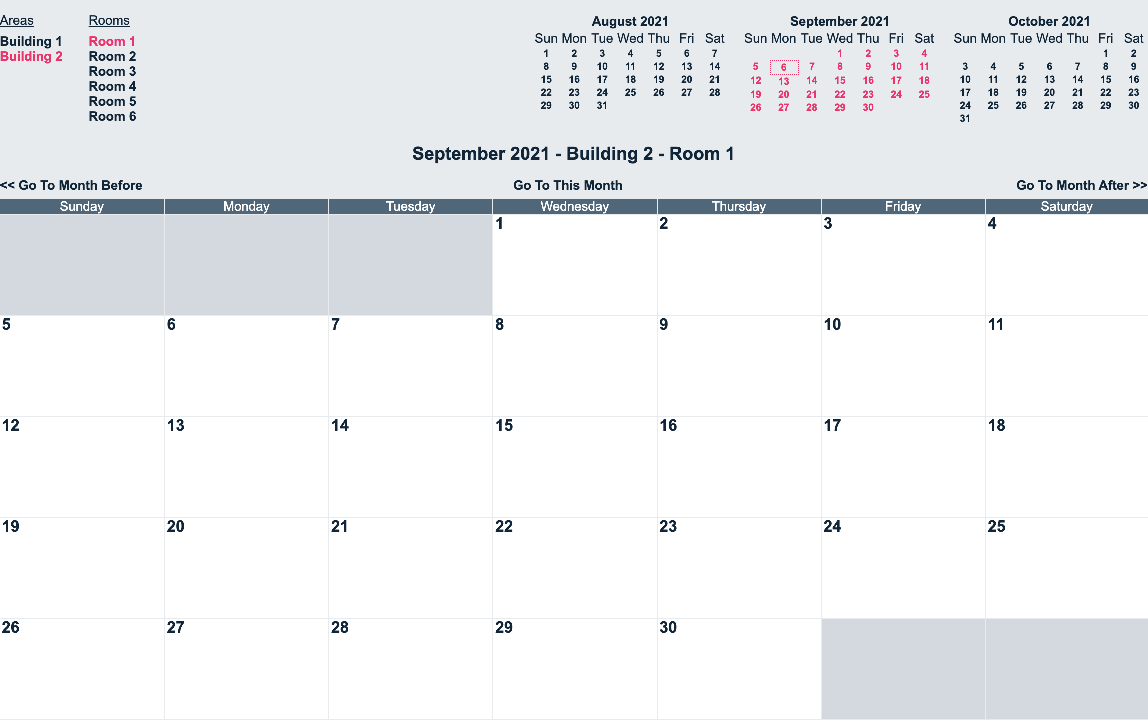 Areas
Building 1
Building 2
Rooms
Room 1
Room 2
Room 3
Room 4
Room 5
Room 6
August 2021
Sun Mon Tue Wed Thu Fri Sat
1 2 3 4 5 6 7
8 9 10 11 12 13 14
15 16 17 18 19 20 21
22 23 24 25 26 27 28
29 30 31
September 2021
Sun Mon Tue Wed Thu Fri Sat
1 2 3 4
5 6 7 8 9 10 11
12 13 14 15 16 17 18
19 20 21 22 23 24 25
26 27 28 29 30
October 2021
Sun Mon Tue Wed Thu Fri Sat
1 2
3 4 5 6 7 8 9
10 11 12 13 14 15 16
17 18 19 20 21 22 23
24 25 26 27 28 29 30
31
September 2021 - Building 2 - Room 1
<< Go To Month Before Go To This Month Go To Month After >>
Sunday Monday Tuesday Wednesday Thursday Friday Saturday
1 2 3 4
5 6 7 8 9 10 11
12 13 14 15 16 17 18
19 20 21 22 23 24 25
26 27 28 29 30